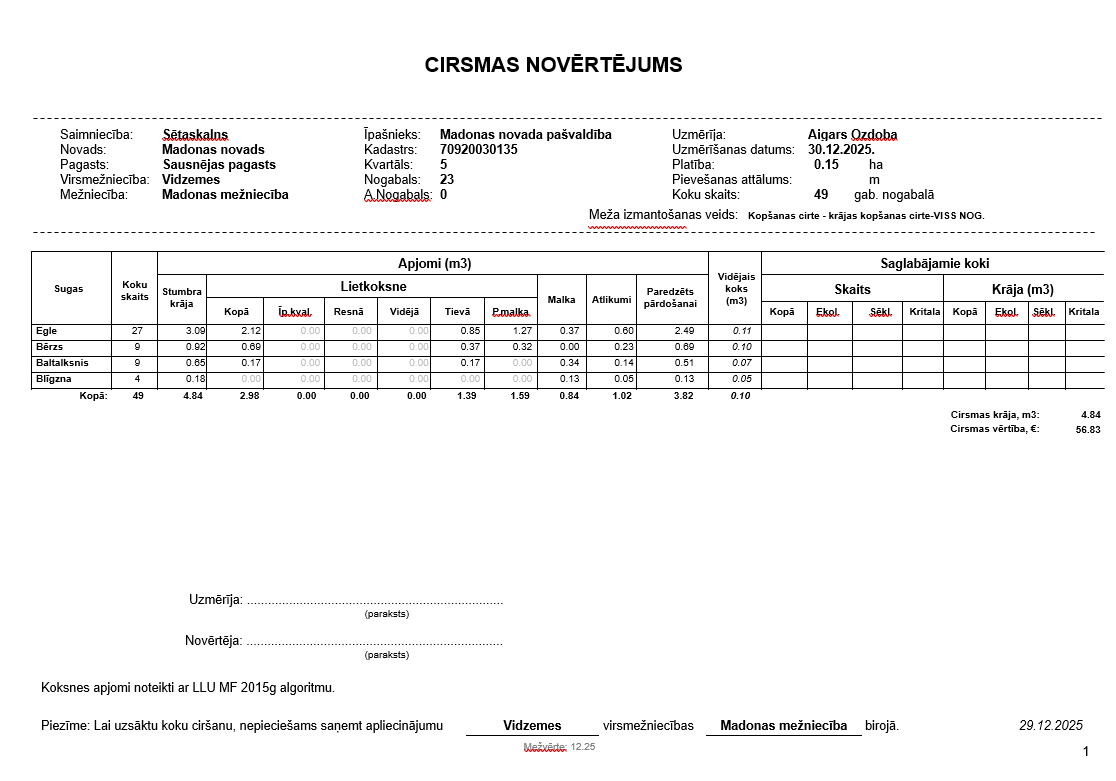 CIRSMAS NOVĒRTĒJUMS
Saimniecība: Sētaskalns Īpašnieks: Madonas novada pašvaldība Uzmērīja: Aigars Ozdoba
Novads: Madonas novads Kadastrs: 70920030135 Uzmērīšanas datums: 30.12.2025.
Pagasts: Sausnējas pagasts Kvartāls: 5 Platība: 0.15 ha
Virsmežniecība: Vidzemes Nogabals: 23 Pievešanas attālums: m
Mežniecība: Madonas mežniecība A.Nogabals: 0 Koku skaits: 49 gab. nogabalā
Meža izmantošanas veids: Kopšanas cirte - krājas kopšanas cirte-VISS NOG.
Sugas Koku skaits Apjomi (m3) Vidējais koks (m3) Saglabājamie koki
Stumbra krāja Lietkoksne Malka Atlikumi Paredzēts pārdošanai Skaits Krāja (m3)
Kopā Īp.kval. Resnā Vidējā Tievā P.malka Kopā Ekol. Sēkl. Kritala Kopā Ekol. Sēkl. Kritala
Egle 27 3.09 2.12 0.00 0.00 0.00 0.85 1.27 0.37 0.60 2.49 0.11
Bērzs 9 0.92 0.69 0.00 0.00 0.00 0.37 0.32 0.00 0.23 0.69 0.10
Baltalksnis 9 0.65 0.17 0.00 0.00 0.00 0.17 0.00 0.34 0.14 0.51 0.07
Blīgzna 4 0.18 0.00 0.00 0.00 0.00 0.00 0.00 0.13 0.05 0.13 0.05
Kopā: 49 4.84 2.98 0.00 0.00 0.00 1.39 1.59 0.84 1.02 3.82 0.10
Cirsmas krāja, m3: 4.84
Cirsmas vērtība, €: 56.83
Uzmērīja: ................................................................................
(paraksts)
Novērtēja: ................................................................................
(paraksts)
Koksnes apjomi noteikti ar LLU MF 2015g algoritmu.
Piezīme: Lai uzsāktu koku ciršanu, nepieciešams saņemt apliecinājumu Vidzemes virsmežniecības Madonas mežniecība birojā. 29.12.2025
Mežvērte: 12.25
1